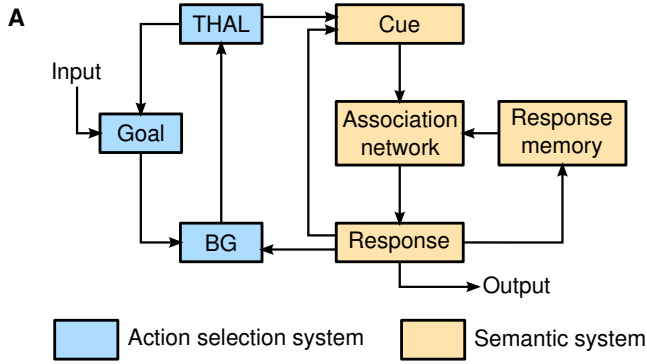 A
THAL
Cue
Input
Goal
Association
network
Response
memory
BG
Response
Output
Action selection system
Semantic system